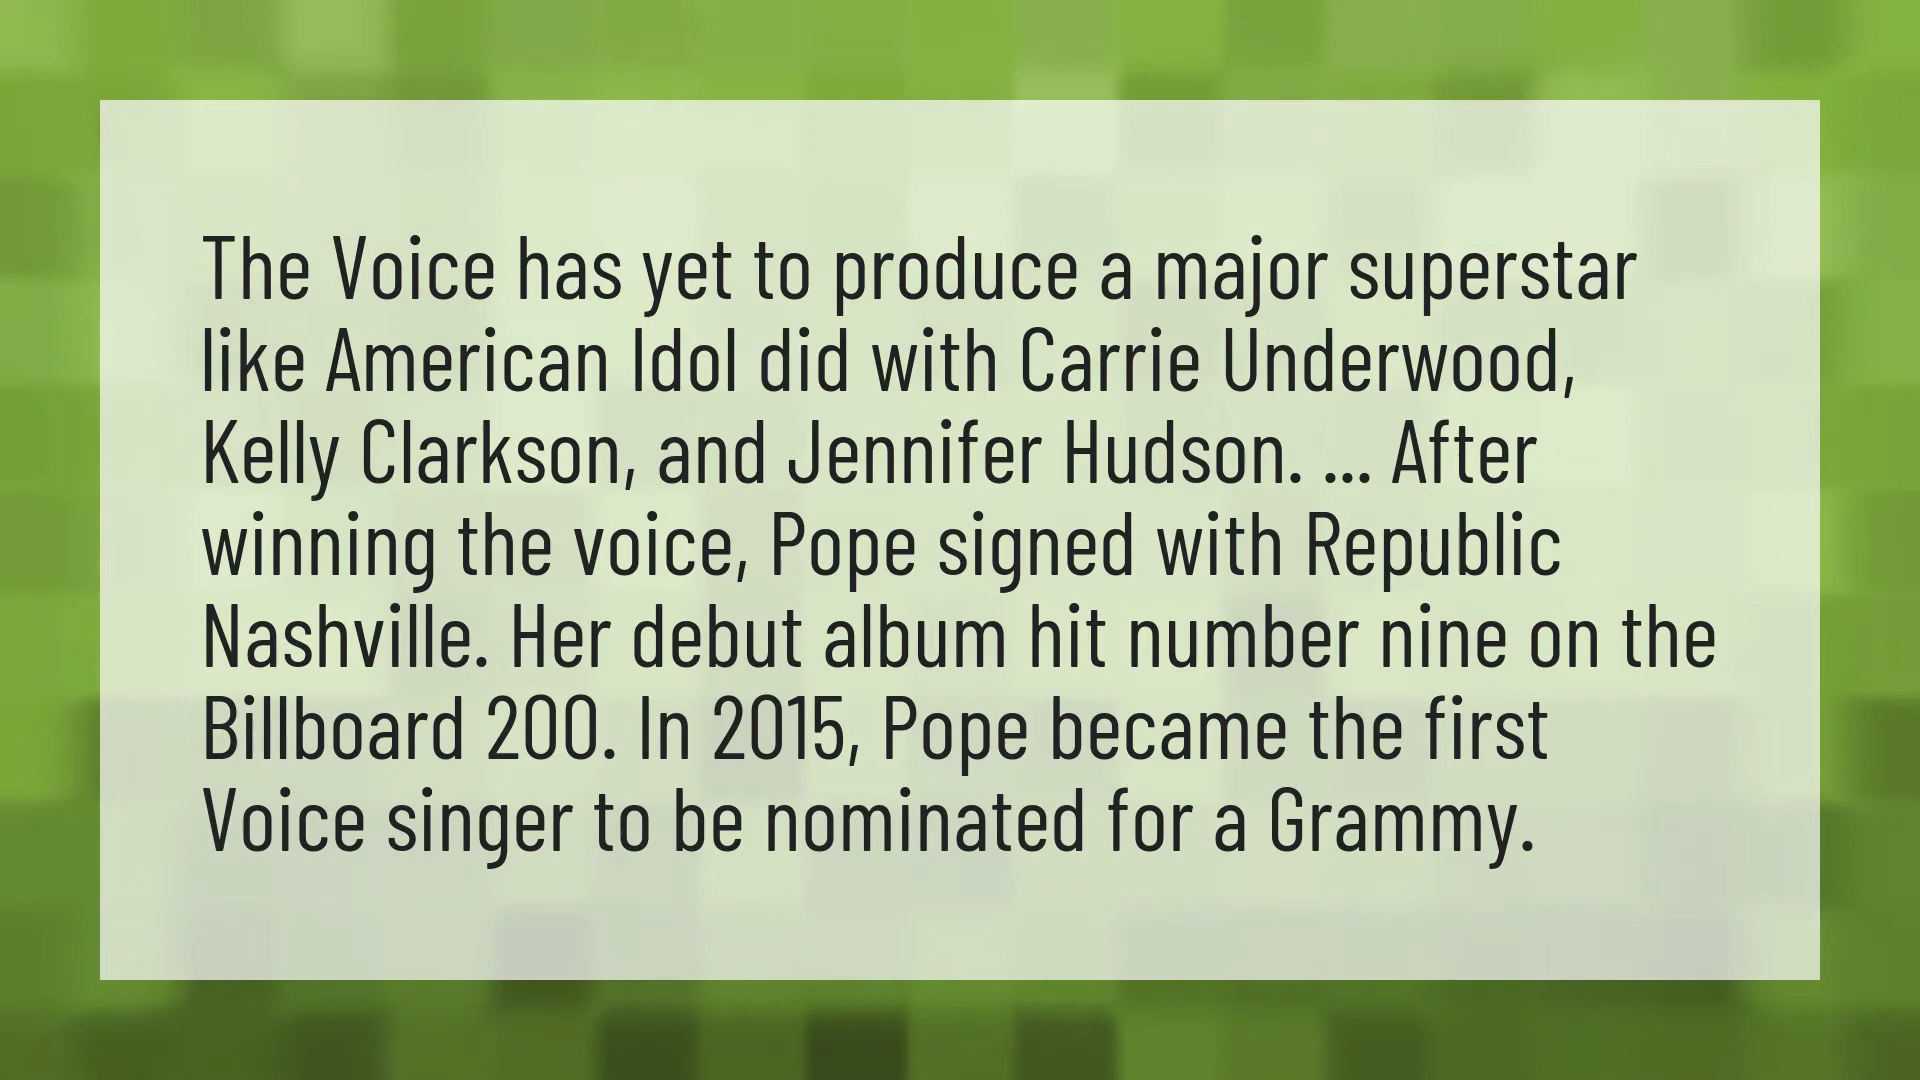 The Voice has yet to produce a major superstar
like American Idol did with Carrie Underwood,
Kelly Clarkson, and Jennifer Hudson. ... After
winning the voice, Pope signed with Republic
Nashville. Her debut album hit number nine on the
Billboard 200. In 2015, Pope became the first
Voice singer to be nominated for a Grammy.